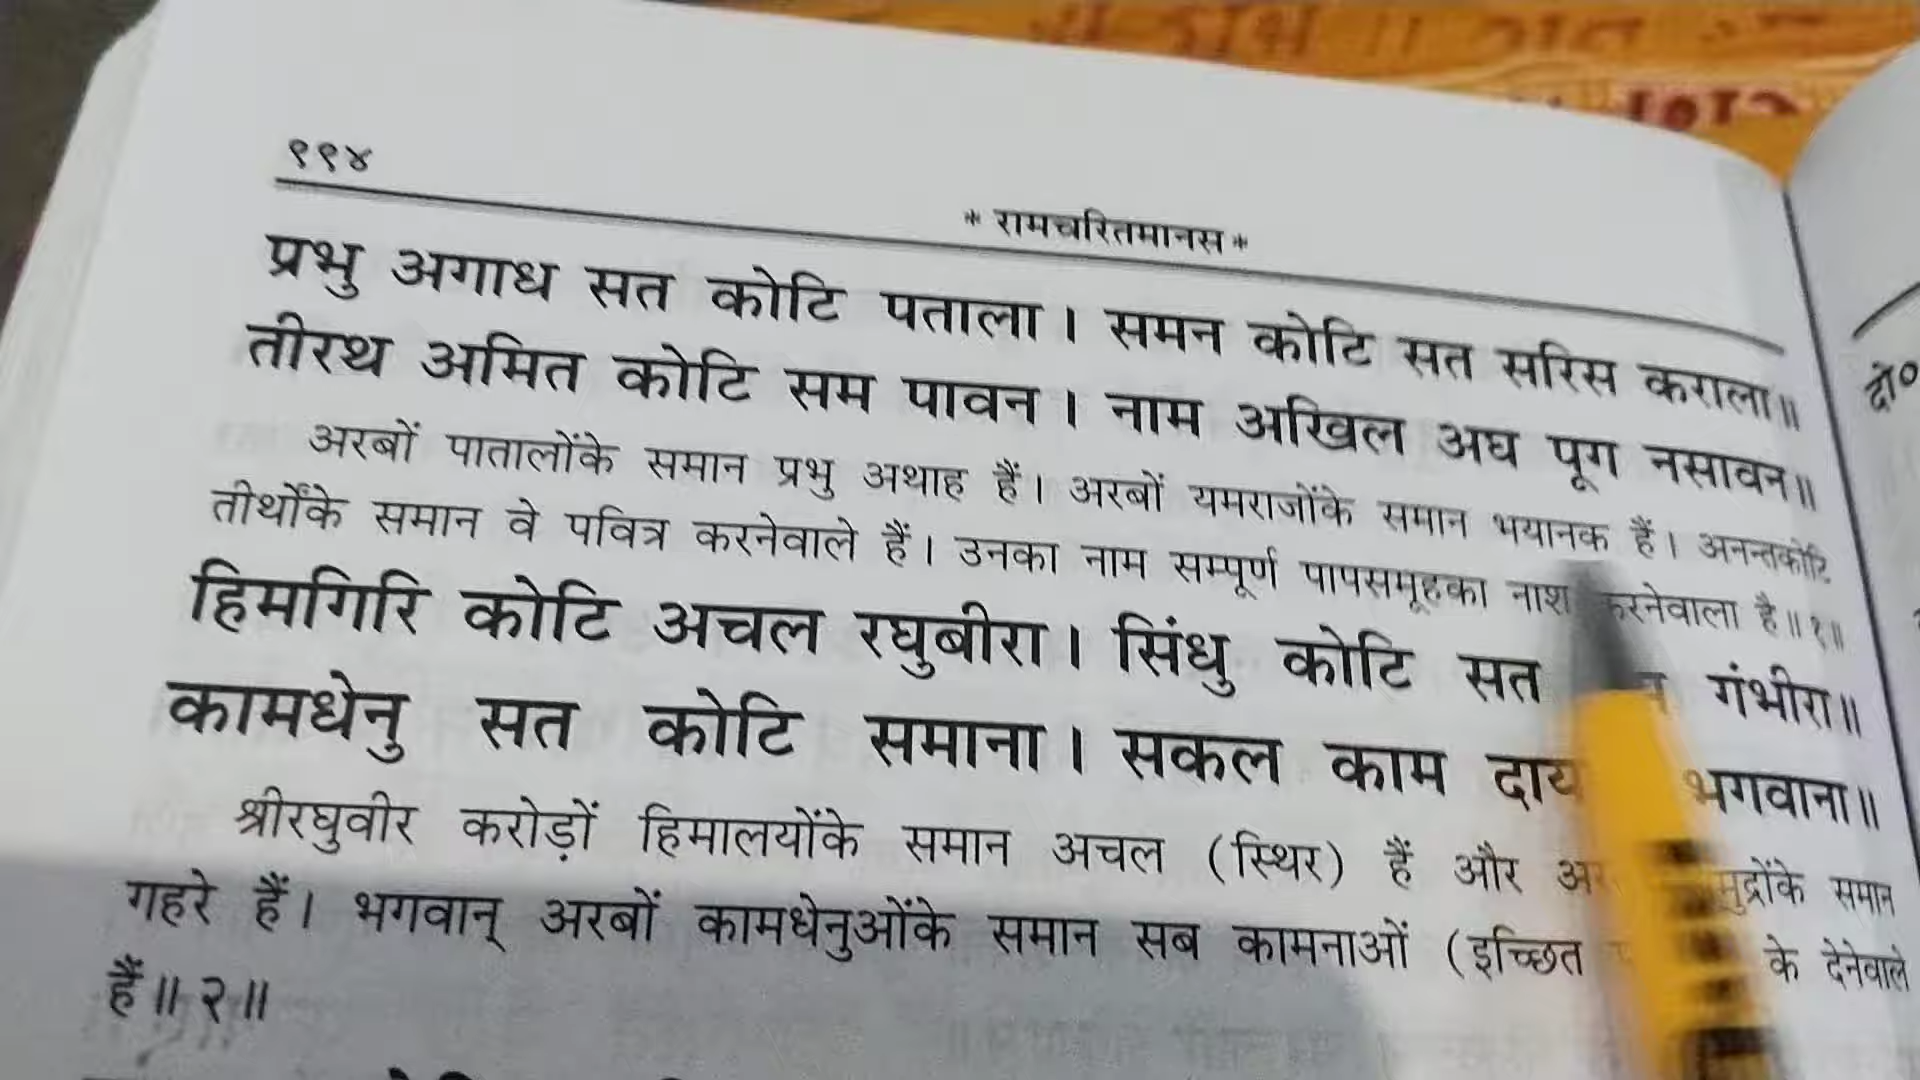 ९९४
* रामचरितमानस *
प्रभु अगाध सत कोटि पताला। समन कोटि सत सरिस कराला॥
तीरथ अमित कोटि सम पावन। नाम अखिल अघ पूग नसावन॥
अरबों पातालोंके समान प्रभु अथाह हैं। अरबों यमराजोंके समान भयानक हैं। अनन्तकोटि
तीर्थोंके समान वे पवित्र करनेवाले हैं। उनका नाम सम्पूर्ण पापसमूहका नाश करनेवाला है॥१॥
हिमगिरि कोटि अचल रघुबीरा। सिंधु कोटि सत गंभीरा॥
कामधेनु सत कोटि समाना। सकल काम भगवाना॥
श्रीरघुवीर करोड़ों हिमालयोंके समान अचल (स्थिर) हैं और समान
गहरे हैं। भगवान् अरबों कामधेनुओंके समान सब कामनाओं (इच्छित के देनेवाले
हैं॥२॥
दो०